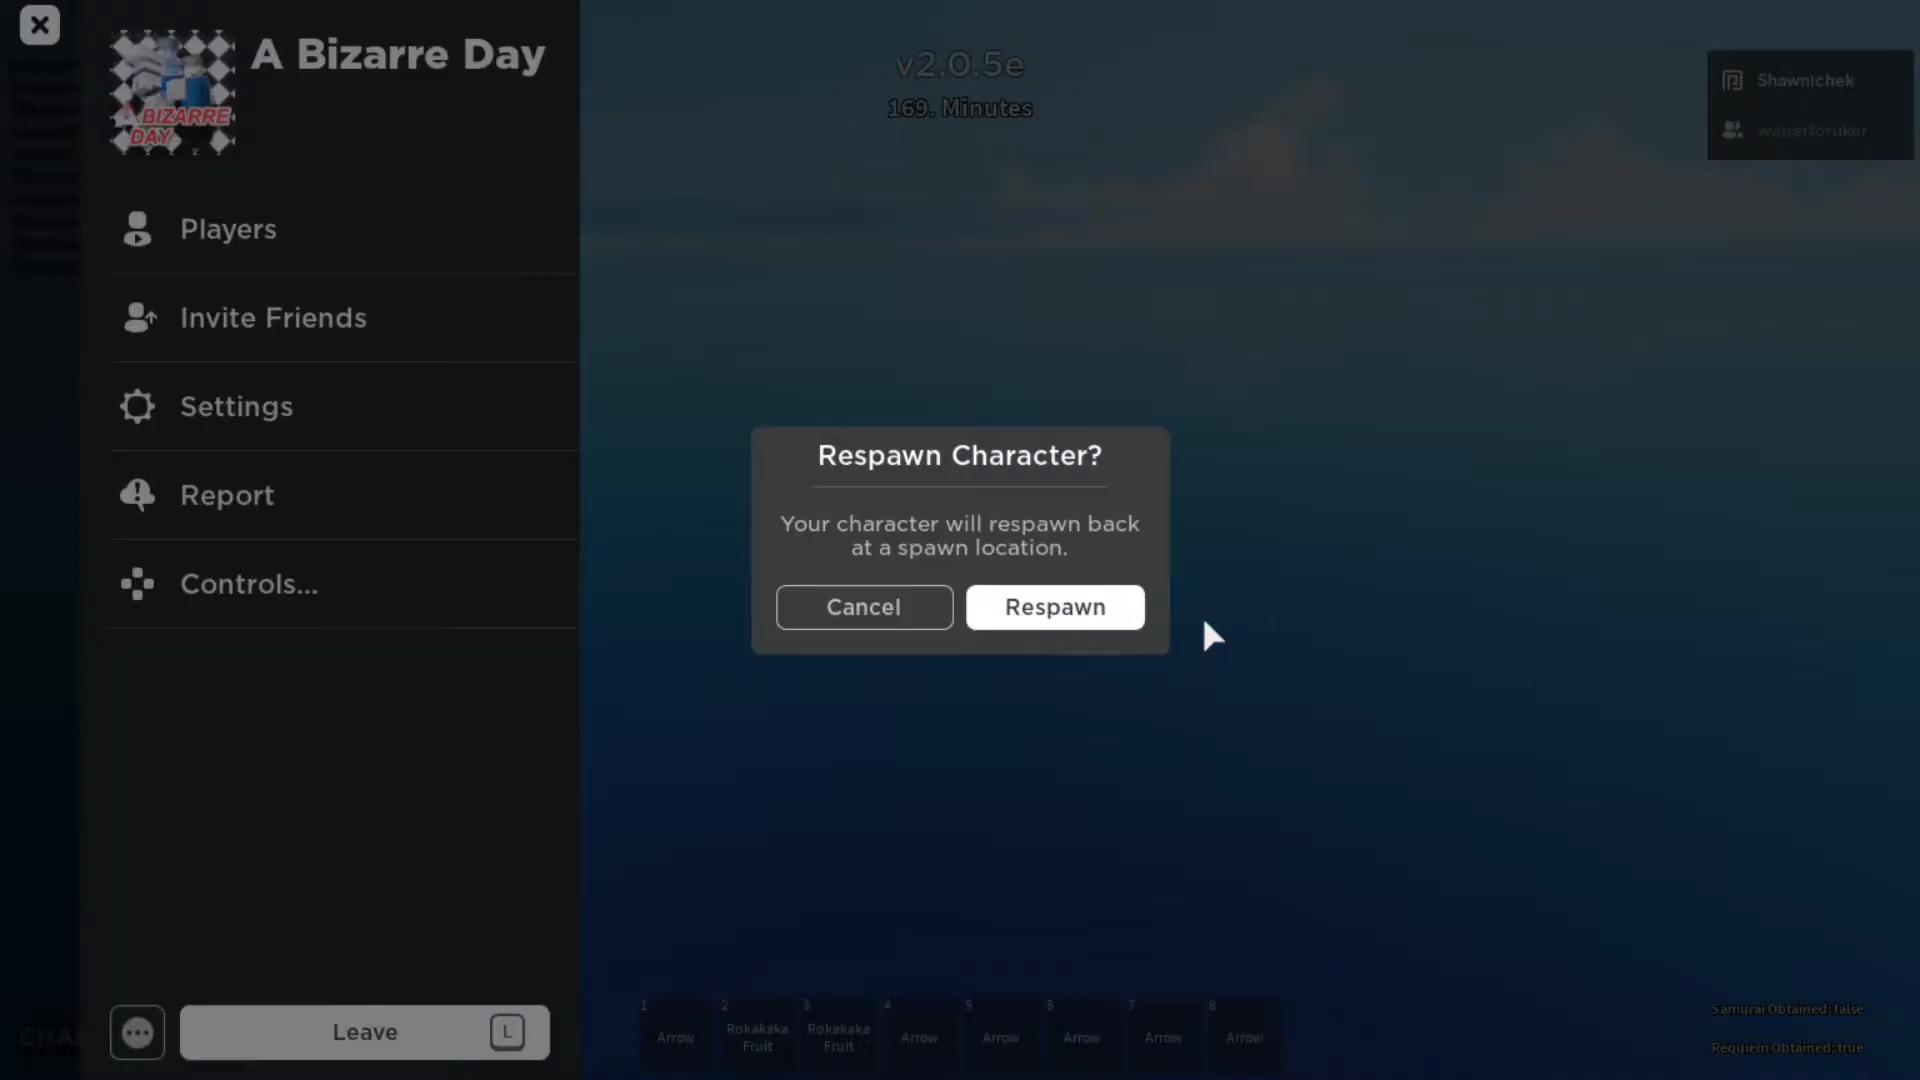 A Bizarre Day
BIZARRE
DAY
v2.0.5e
169. Minutes
Shawnichek
wapertoruker
Players
Invite Friends
Settings
Report
Controls...
Respawn Character?
Your character will respawn back
at a spawn location.
Cancel
Respawn
Leave
L
CHA
1
Arrow
2
Rokakaka
Fruit
3
Rokakaka
Fruit
4
Arrow
5
Arrow
6
Arrow
7
Arrow
8
Arrow
Samurai Obtained: false
Requiem Obtained: true